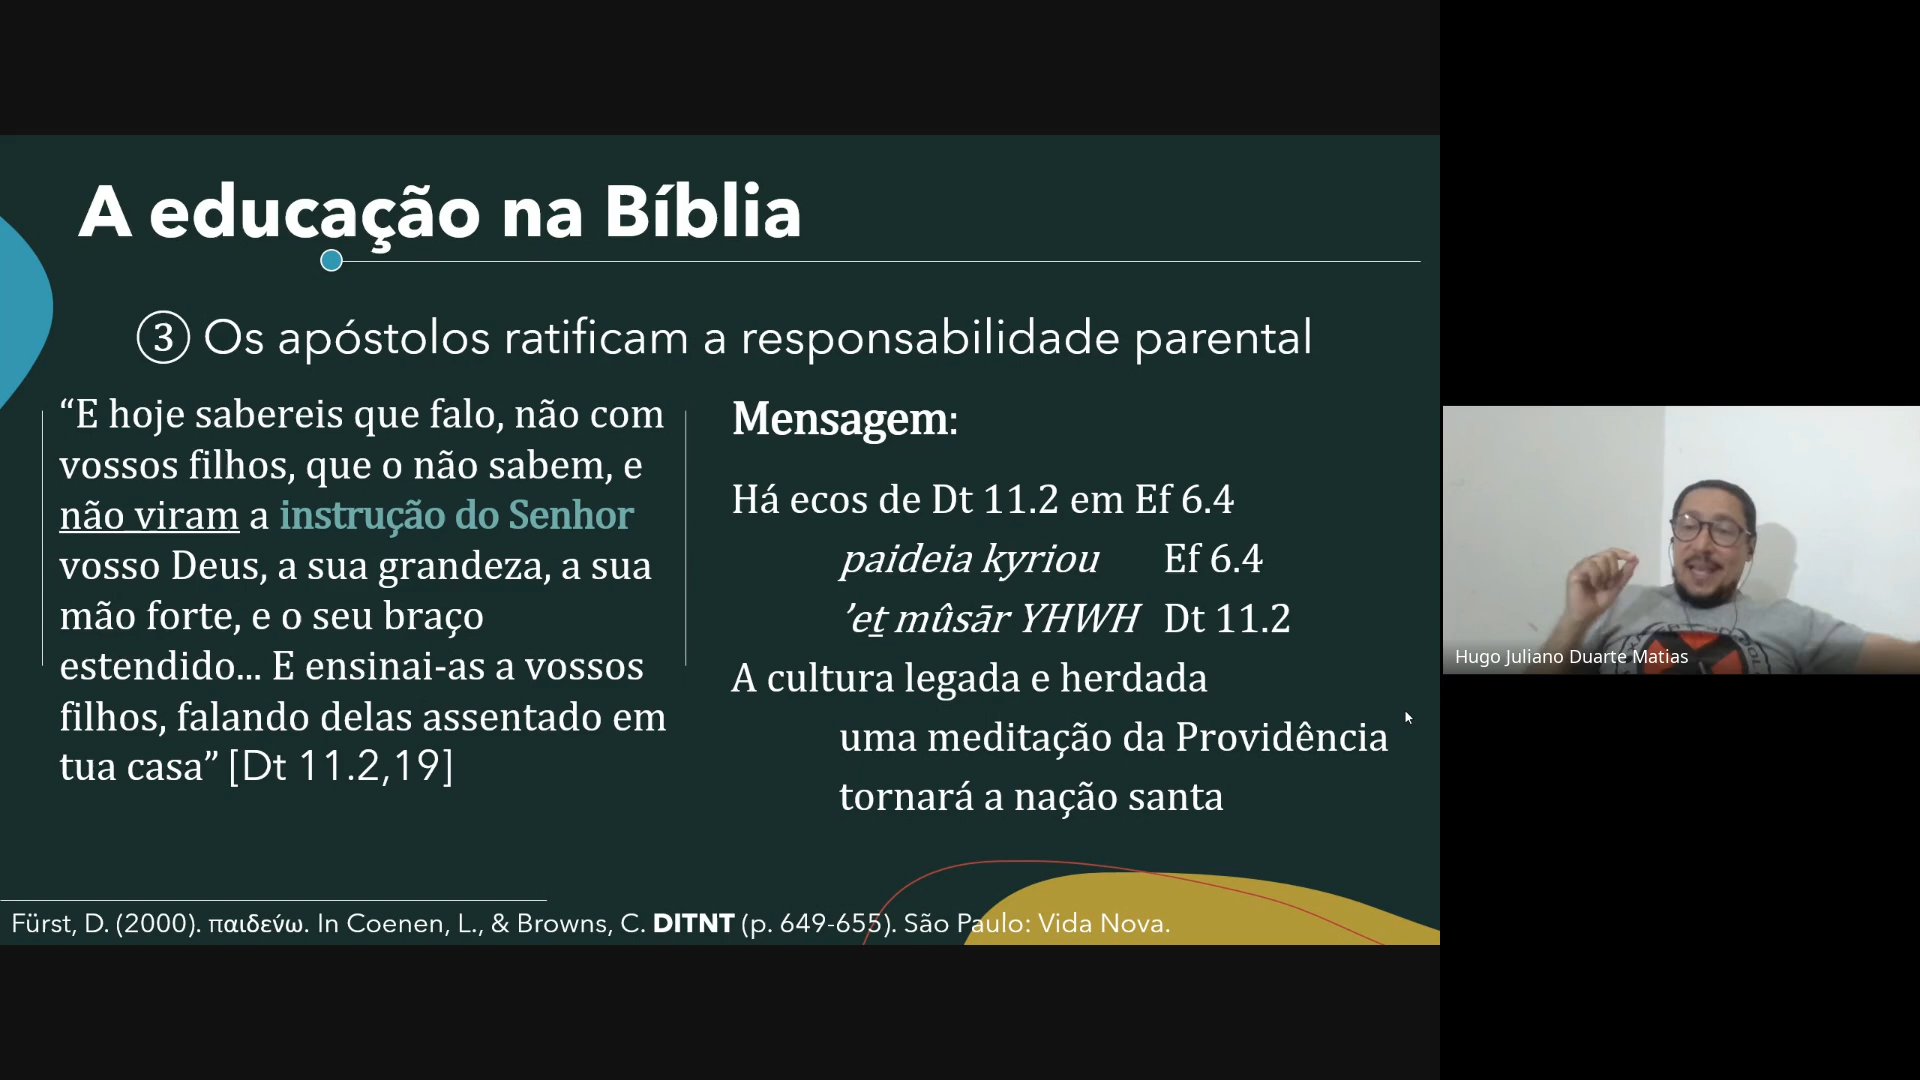 A educação na Bíblia
③ Os apóstolos ratificam a responsabilidade parental
“E hoje sabereis que falo, não com
vossos filhos, que o não sabem, e
não viram a instrução do Senhor
vosso Deus, a sua grandeza, a sua
mão forte, e o seu braço
estendido... E ensinai-as a vossos
filhos, falando delas assentado em
tua casa” [Dt 11.2,19]
Mensagem:
Há ecos de Dt 11.2 em Ef 6.4
paideia kyriou Ef 6.4
’eṯ mûsār YHWH Dt 11.2
A cultura legada e herdada
uma meditação da Providência
tornará a nação santa
Fürst, D. (2000). παιδενω. In Coenen, L., & Browns, C. DITNT (p. 649-655). São Paulo: Vida Nova.
Hugo Juliano Duarte Matias